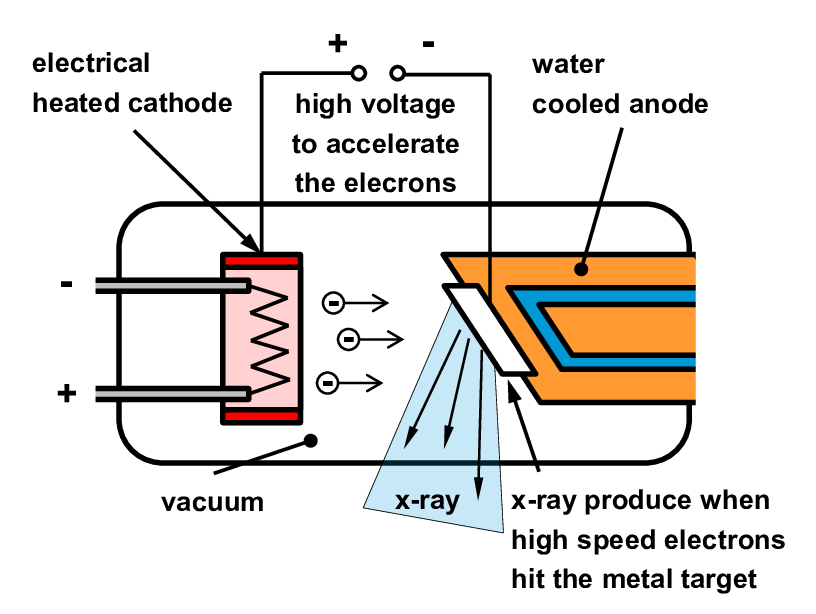 + -
electrical
heated cathode
high voltage
to accelerate
the elecrons
water
cooled anode
-
+
-
-
-
vacuum
x-ray
x-ray produce when
high speed electrons
hit the metal target